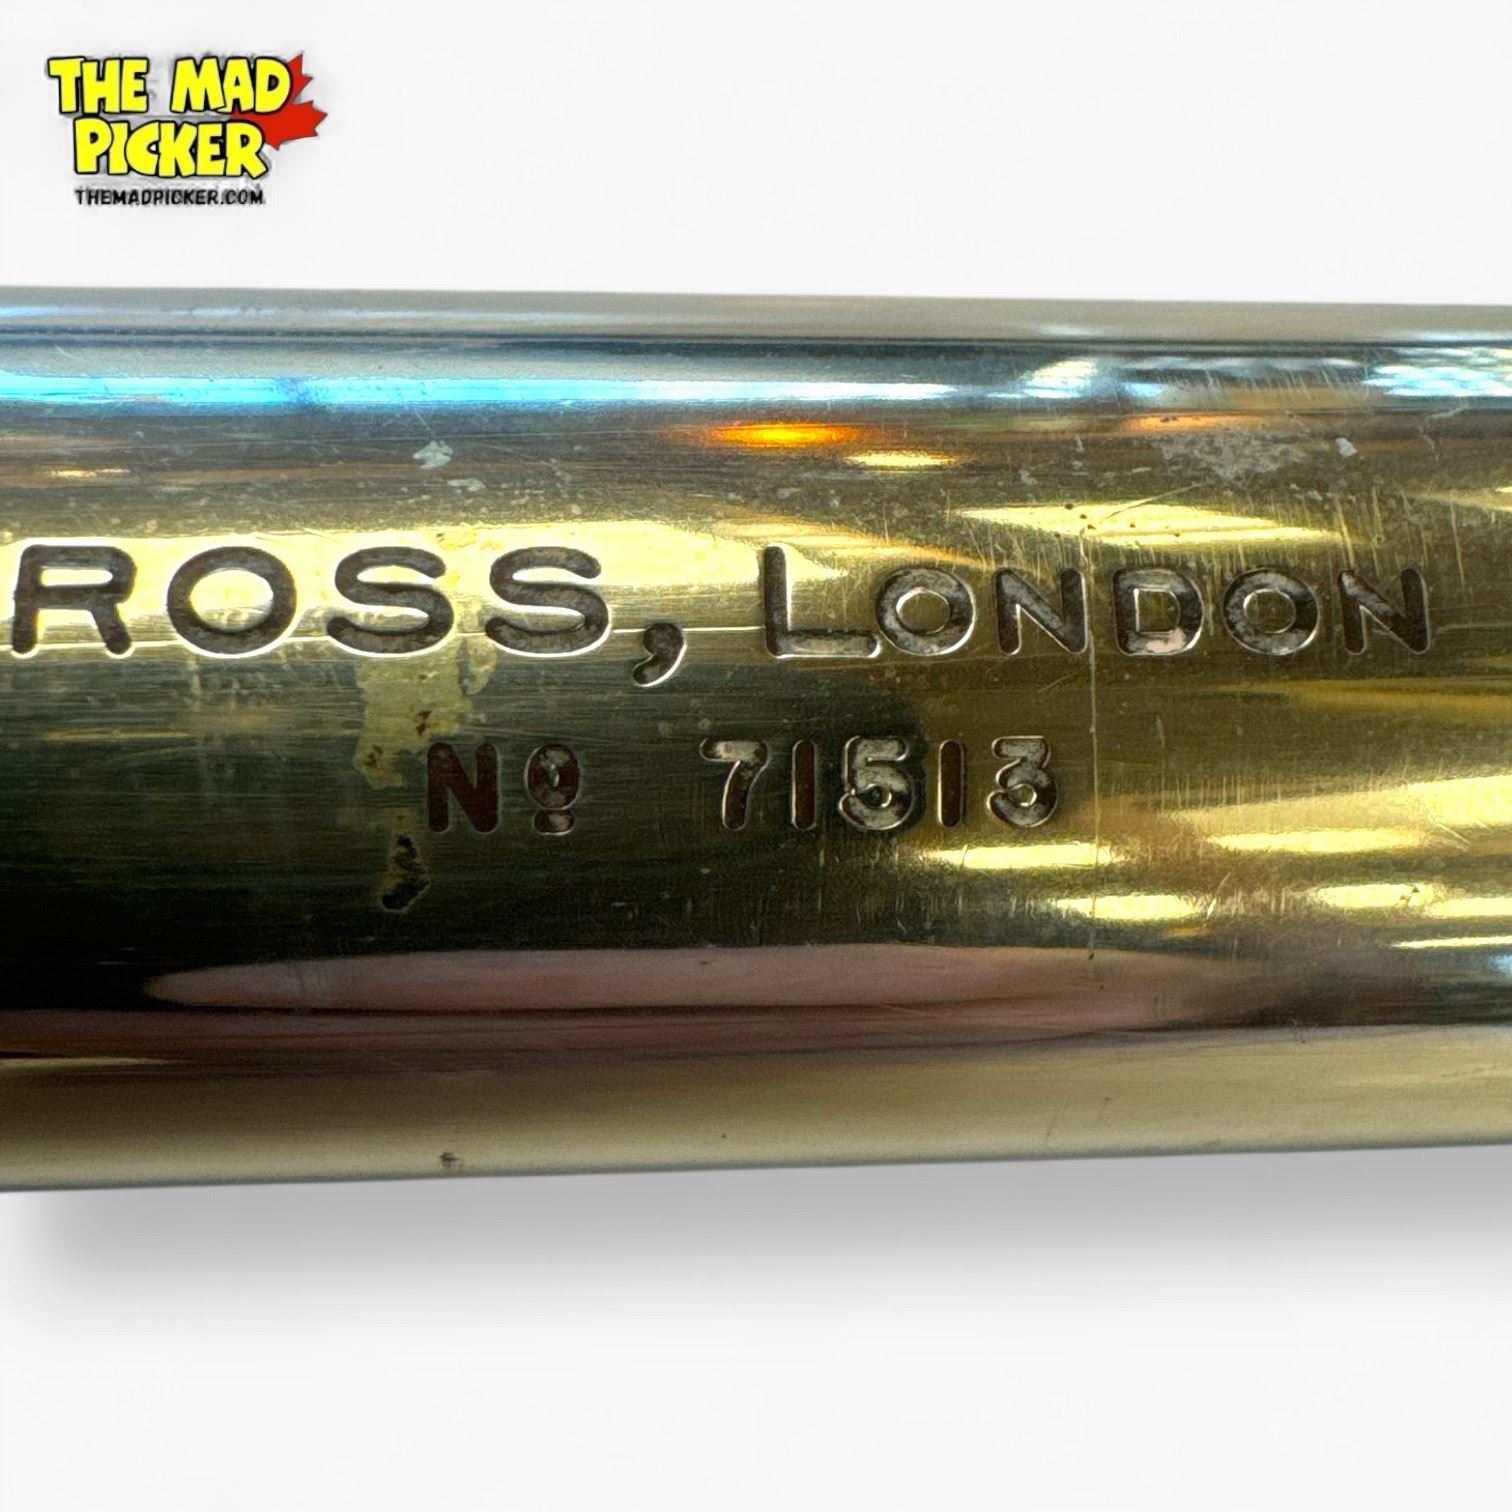 THE MAD
PICKER
THEMADPICKER.COM
ROSS, LONDON
Nº 71513